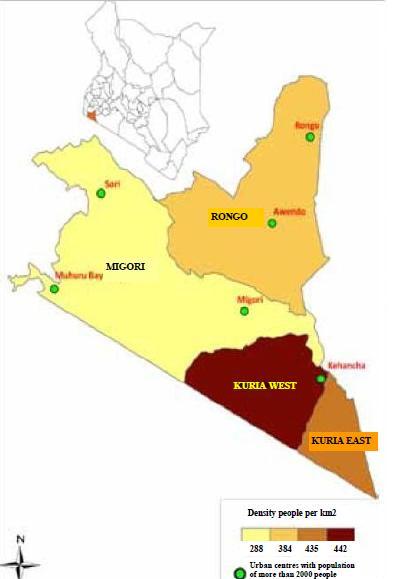 Rongo
Sori
Awendo
RONGO
MIGORI
Muhuru Bay
Migori
Kehancha
KURIA WEST
KURIA EAST
Density people per km2
288 384 435 442
N
Urban centres with population
of more than 2000 people